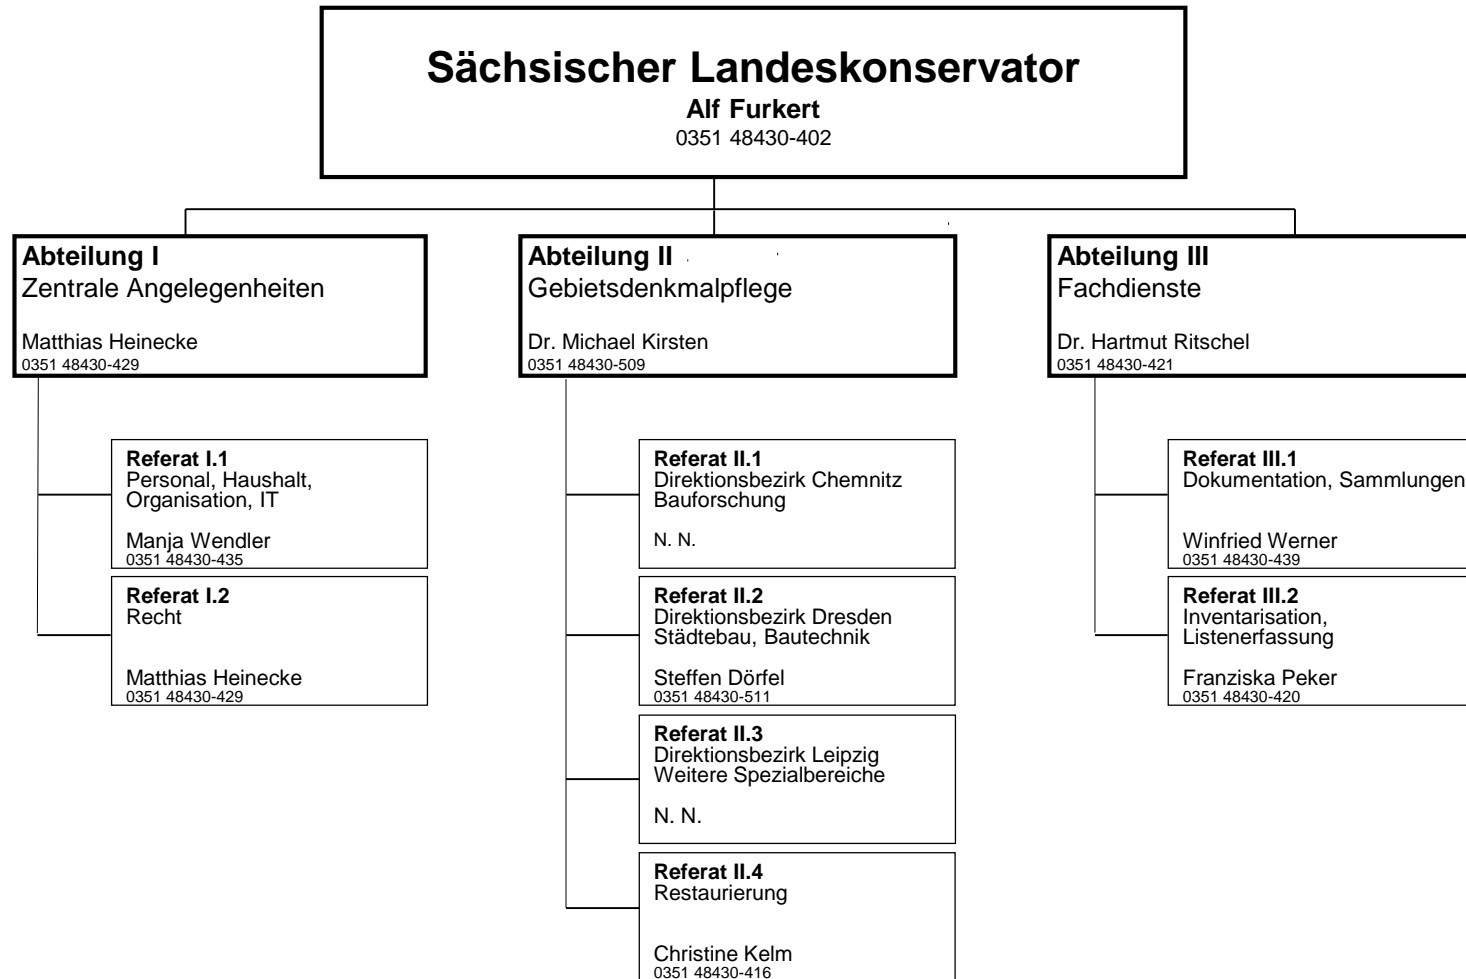 Sächsischer Landeskonservator
Alf Furkert
0351 48430-402
Abteilung I
Zentrale Angelegenheiten
Matthias Heinecke
0351 48430-429
Referat I.1
Personal, Haushalt,
Organisation, IT
Manja Wendler
0351 48430-435
Referat I.2
Recht
Matthias Heinecke
0351 48430-429
Abteilung II
Gebietsdenkmalpflege
Dr. Michael Kirsten
0351 48430-509
Referat II.1
Direktionsbezirk Chemnitz
Bauforschung
N. N.
Referat II.2
Direktionsbezirk Dresden
Städtebau, Bautechnik
Steffen Dörfel
0351 48430-511
Referat II.3
Direktionsbezirk Leipzig
Weitere Spezialbereiche
N. N.
Referat II.4
Restaurierung
Christine Kelm
0351 48430-416
Abteilung III
Fachdienste
Dr. Hartmut Ritschel
0351 48430-421
Referat III.1
Dokumentation, Sammlungen
Winfried Werner
0351 48430-439
Referat III.2
Inventarisation,
Listenerfassung
Franziska Peker
0351 48430-420